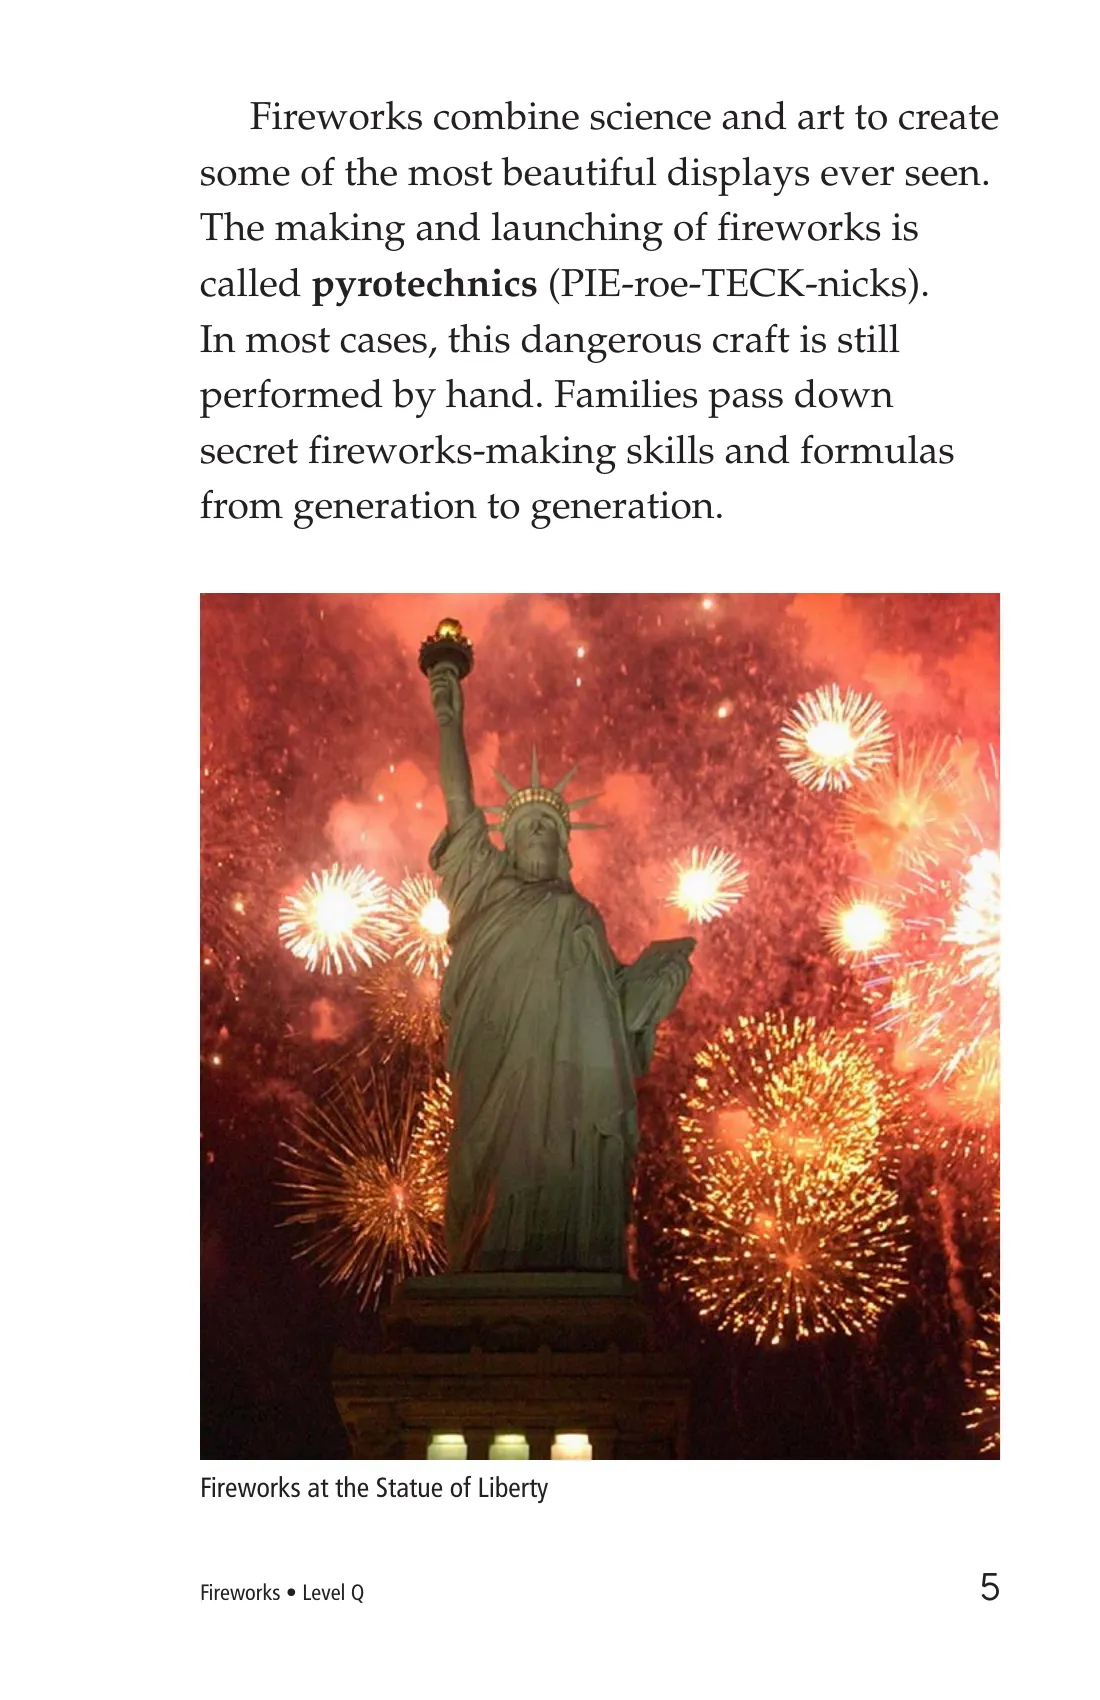 Fireworks combine science and art to create
some of the most beautiful displays ever seen.
The making and launching of fireworks is
called pyrotechnics (PIE-roe-TECK-nicks).
In most cases, this dangerous craft is still
performed by hand. Families pass down
secret fireworks-making skills and formulas
from generation to generation.
Fireworks at the Statue of Liberty
Fireworks • Level Q
5